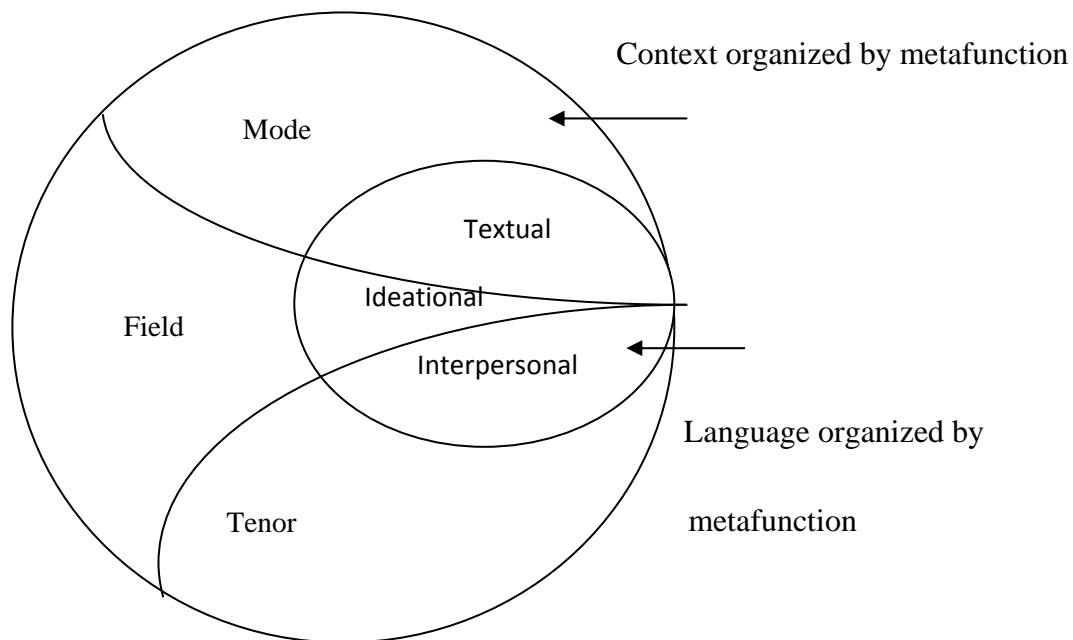 Context organized by metafunction
Mode
Textual
Ideational
Field
Interpersonal
Language organized by
metafunction
Tenor